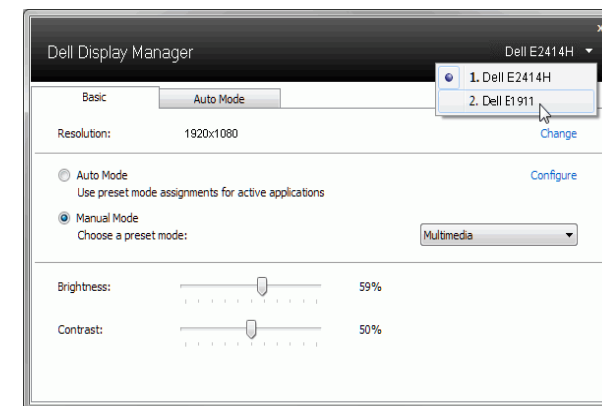 x
Dell Display Manager
Dell E2414H
1. Dell E2414H
2. Dell E1911
Basic
Auto Mode
Resolution:
1920x1080
Change
Auto Mode
Configure
Use preset mode assignments for active applications
Manual Mode
Choose a preset mode:
Multimedia
Brightness:
59%
Contrast:
50%